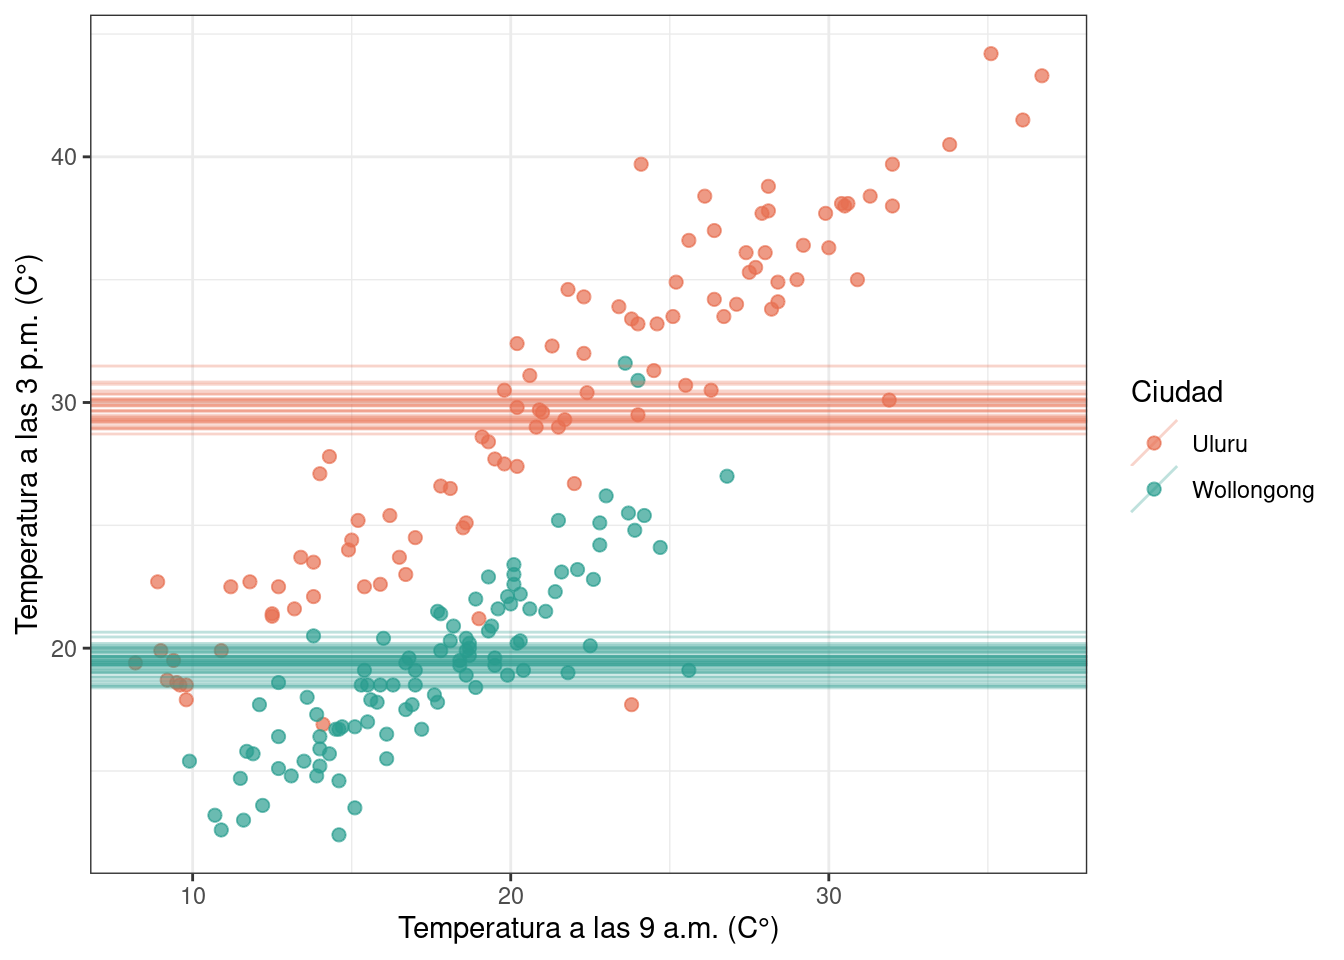 40
30
20
10
20
30
Temperatura a las 3 p.m. (C°)
Temperatura a las 9 a.m. (C°)
Ciudad
Uluru
Wollongong